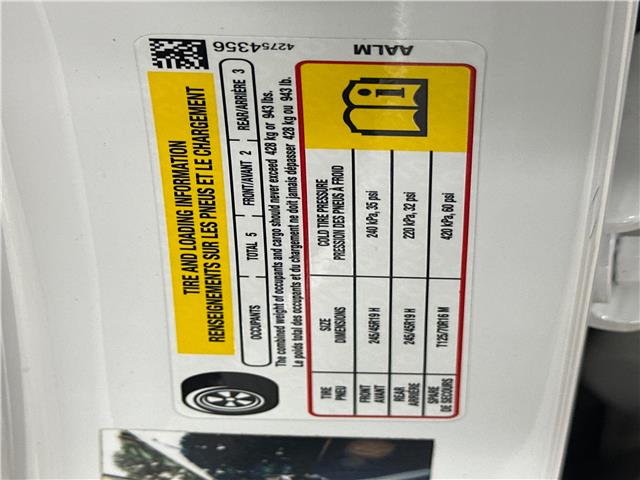 42754356
AALM
TIRE AND LOADING INFORMATION
RENSEIGNEMENTS SUR LES PNEUS ET LE CHARGEMENT
OCCUPANTS TOTAL 5 FRONT/AVANT 2 REAR/ARRIÈRE 3
The combined weight of occupants and cargo should never exceed 428 kg or 943 lbs.
Le poids total des occupants et du chargement ne doit jamais dépasser 428 kg ou 943 lb.
TIRE SIZE COLD TIRE PRESSURE
PNEU DIMENSIONS PRESSION DES PNEUS À FROID
FRONT
AVANT
245/45R19 H 240 kPa, 35 psi
REAR
ARRIÈRE
245/45R19 H 220 kPa, 32 psi
SPARE
DE SECOURS
T125/70R16 M 420 kPa, 60 psi